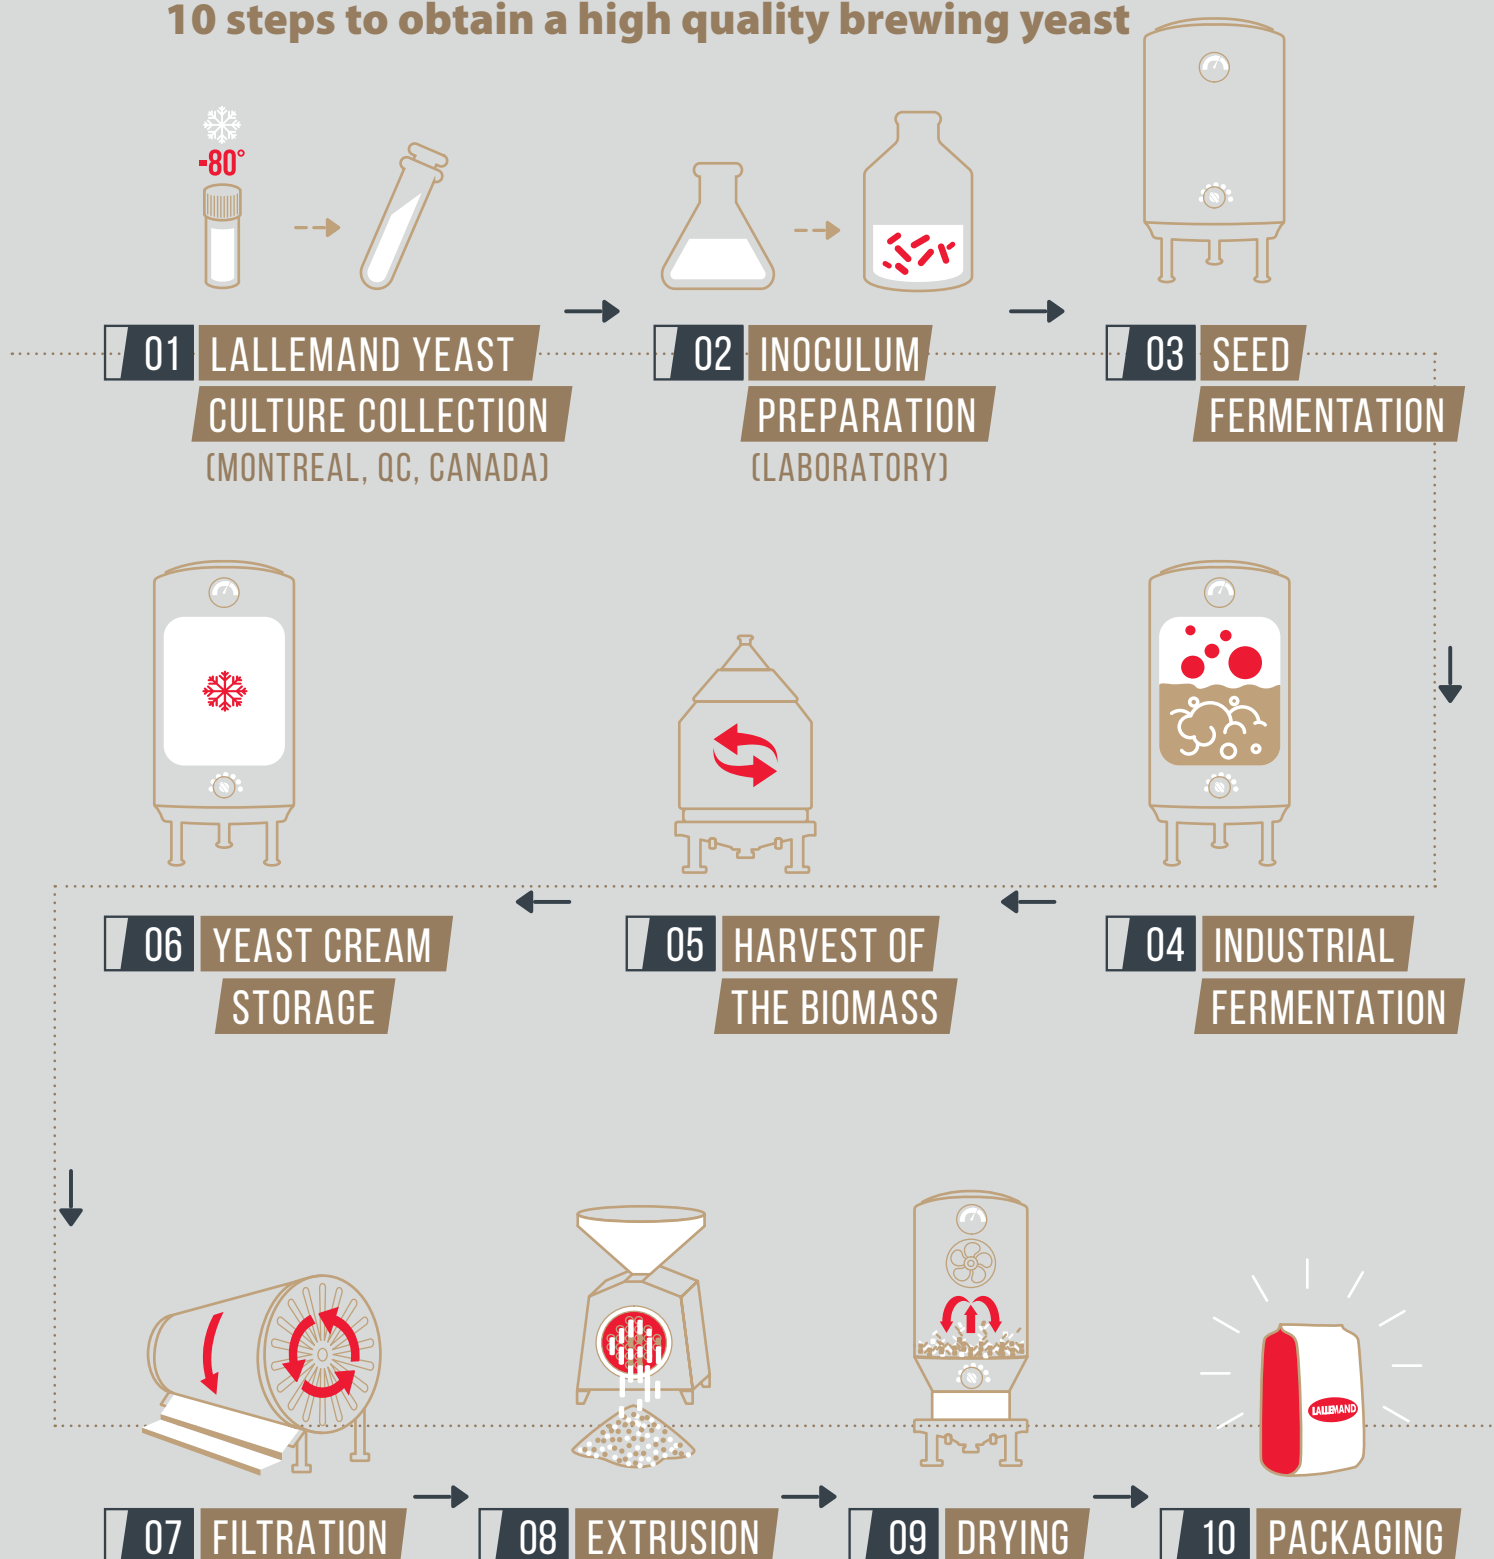 10 steps to obtain a high quality brewing yeast
-80°
01 LALLEMAND YEAST
CULTURE COLLECTION
(MONTREAL, QC, CANADA)
02 INOCULUM
PREPARATION
(LABORATORY)
03 SEED
FERMENTATION
04 INDUSTRIAL
FERMENTATION
05 HARVEST OF
THE BIOMASS
06 YEAST CREAM
STORAGE
07 FILTRATION
08 EXTRUSION
09 DRYING
LALLEMAND
10 PACKAGING